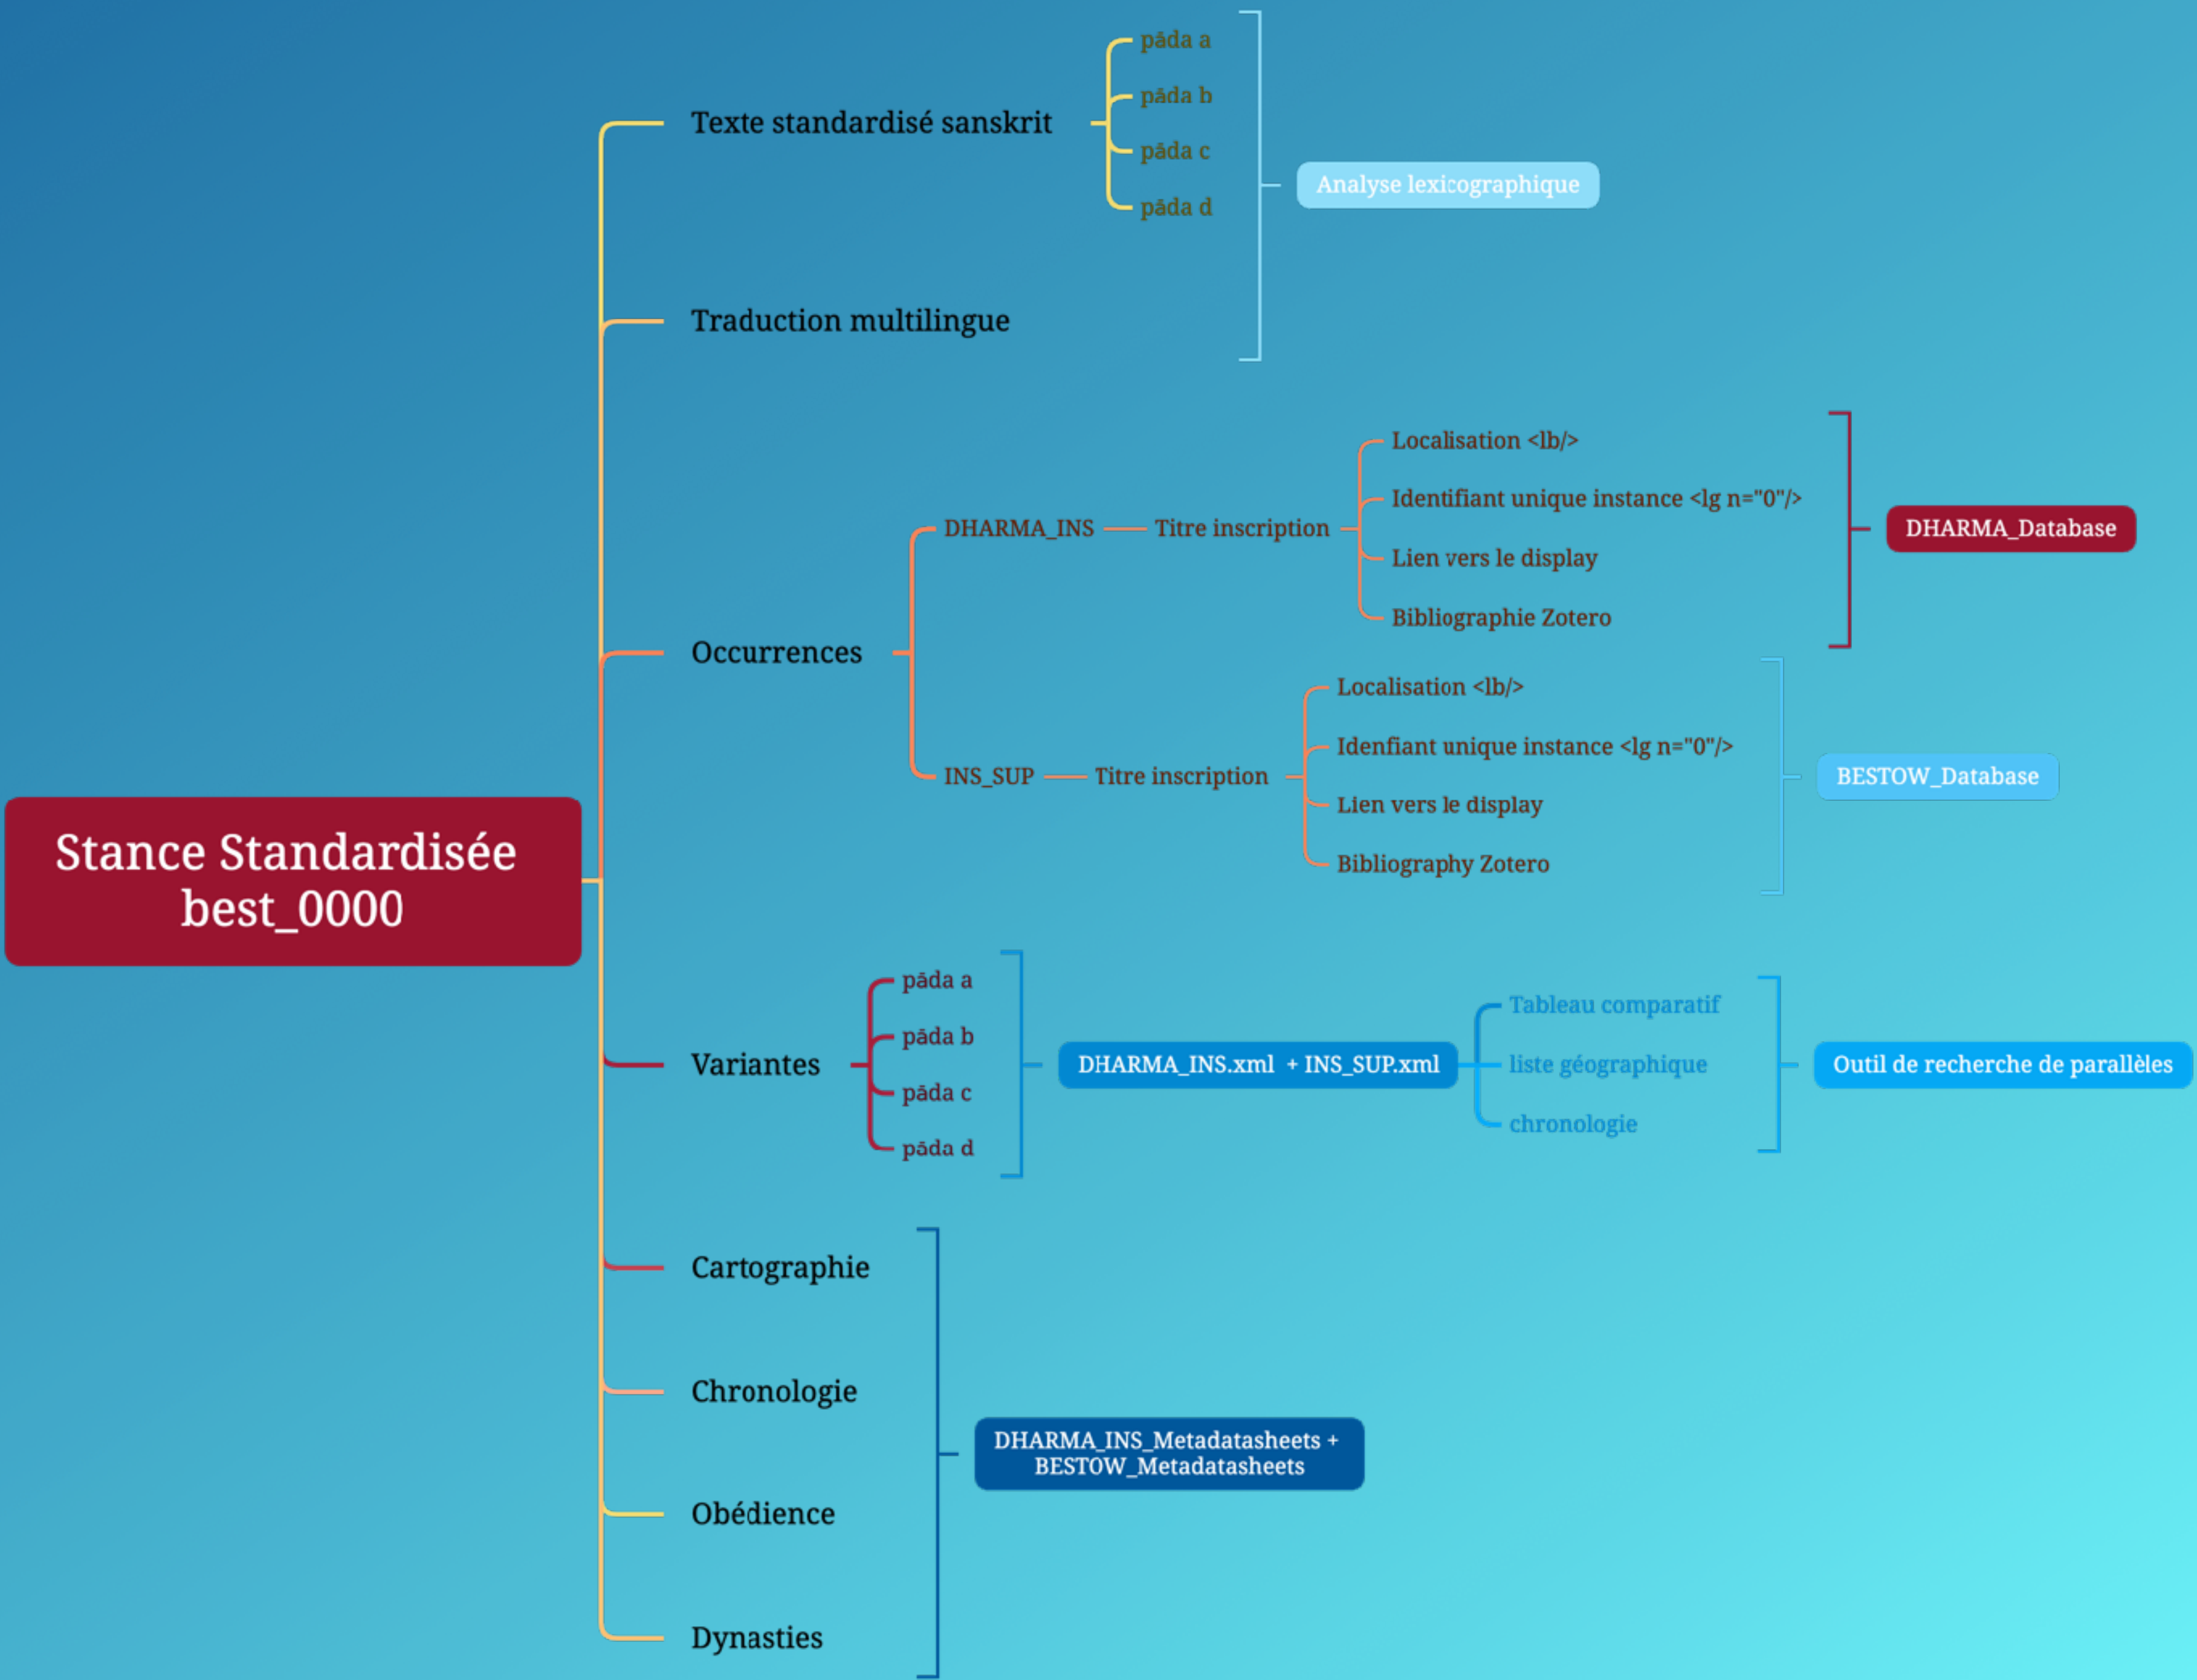 Stance Standardisée
best_0000
Texte standardisé sanskrit
pāda a
pāda b
pāda c
pāda d
Analyse lexicographique
Traduction multilingue
Occurrences
DHARMA_INS
Titre inscription
Localisation <lb/>
Identifiant unique instance <lg n="0"/>
Lien vers le display
Bibliographie Zotero
DHARMA_Database
INS_SUP
Titre inscription
Localisation <lb/>
Idenfiant unique instance <lg n="0"/>
Lien vers le display
Bibliography Zotero
BESTOW_Database
Variantes
pāda a
pāda b
pāda c
pāda d
DHARMA_INS.xml + INS_SUP.xml
Tableau comparatif
liste géographique
chronologie
Outil de recherche de parallèles
Cartographie
Chronologie
Obédience
Dynasties
DHARMA_INS_Metadatasheets +
BESTOW_Metadatasheets